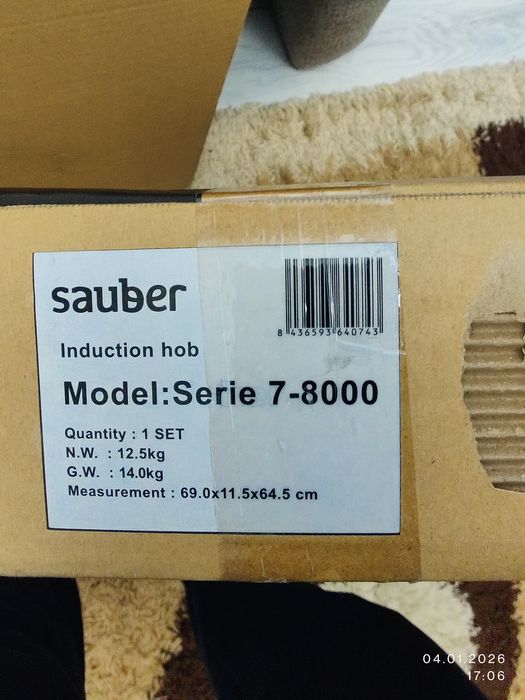 sauber
8 436593 640743
Induction hob
Model:Serie 7-8000
Quantity : 1 SET
N.W. : 12.5kg
G.W. : 14.0kg
Measurement : 69.0x11.5x64.5 cm
04.01.2026
17:06